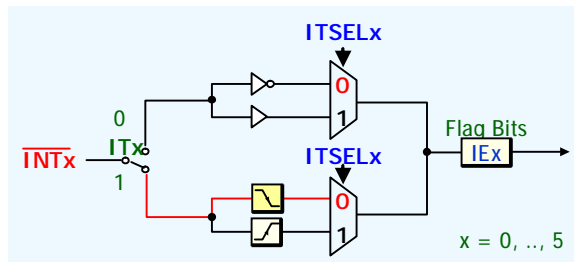 ITSELx
0
1
0
ITx
1
INTx
Flag Bits
IEx
ITSELx
0
1
x = 0, .., 5